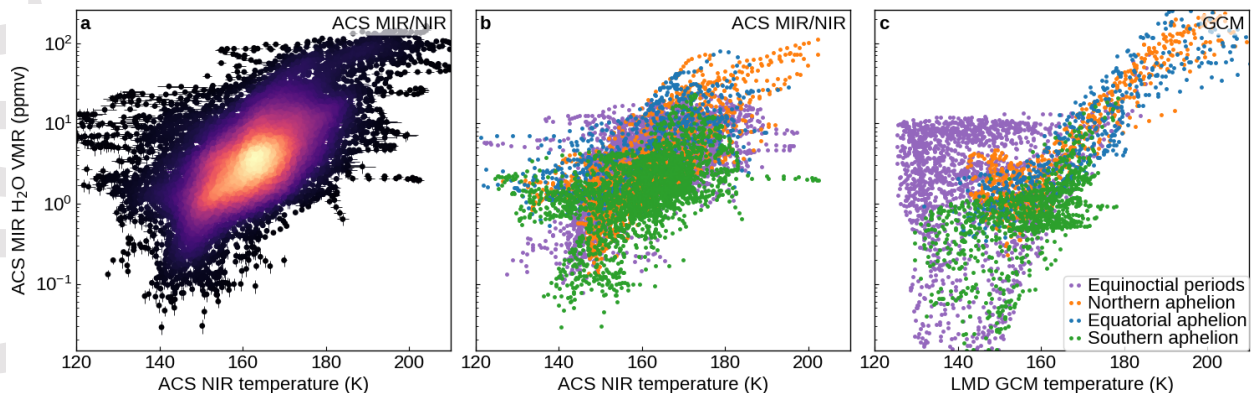 a ACS MIR/NIR
b ACS MIR/NIR
c GCM
ACS MIR H₂O VMR (ppmv)
10²
10¹
10⁰
10⁻¹
120 140 160 180 200
120 140 160 180 200
120 140 160 180 200
ACS NIR temperature (K)
ACS NIR temperature (K)
LMD GCM temperature (K)
Equinoctial periods
Northern aphelion
Equatorial aphelion
Southern aphelion